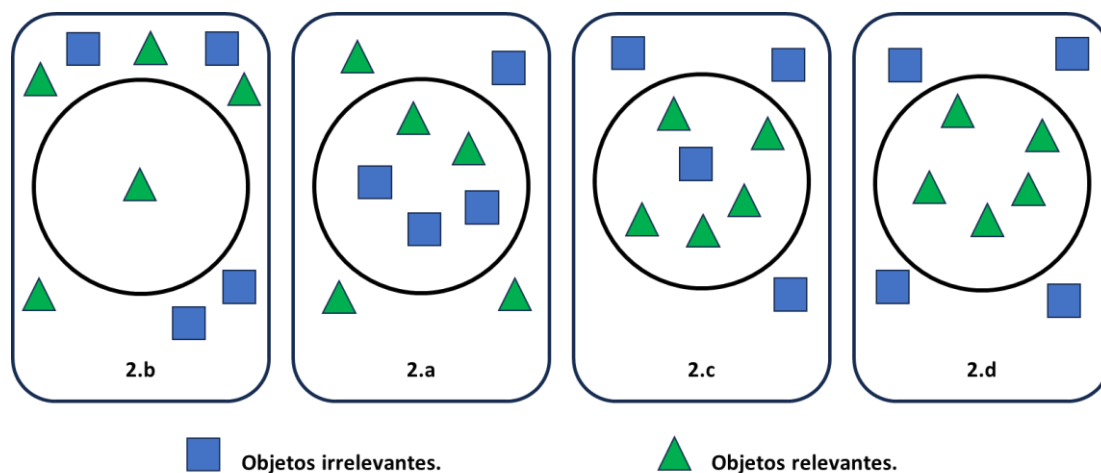 2.b
2.a
2.c
2.d
Objetos irrelevantes.
Objetos relevantes.